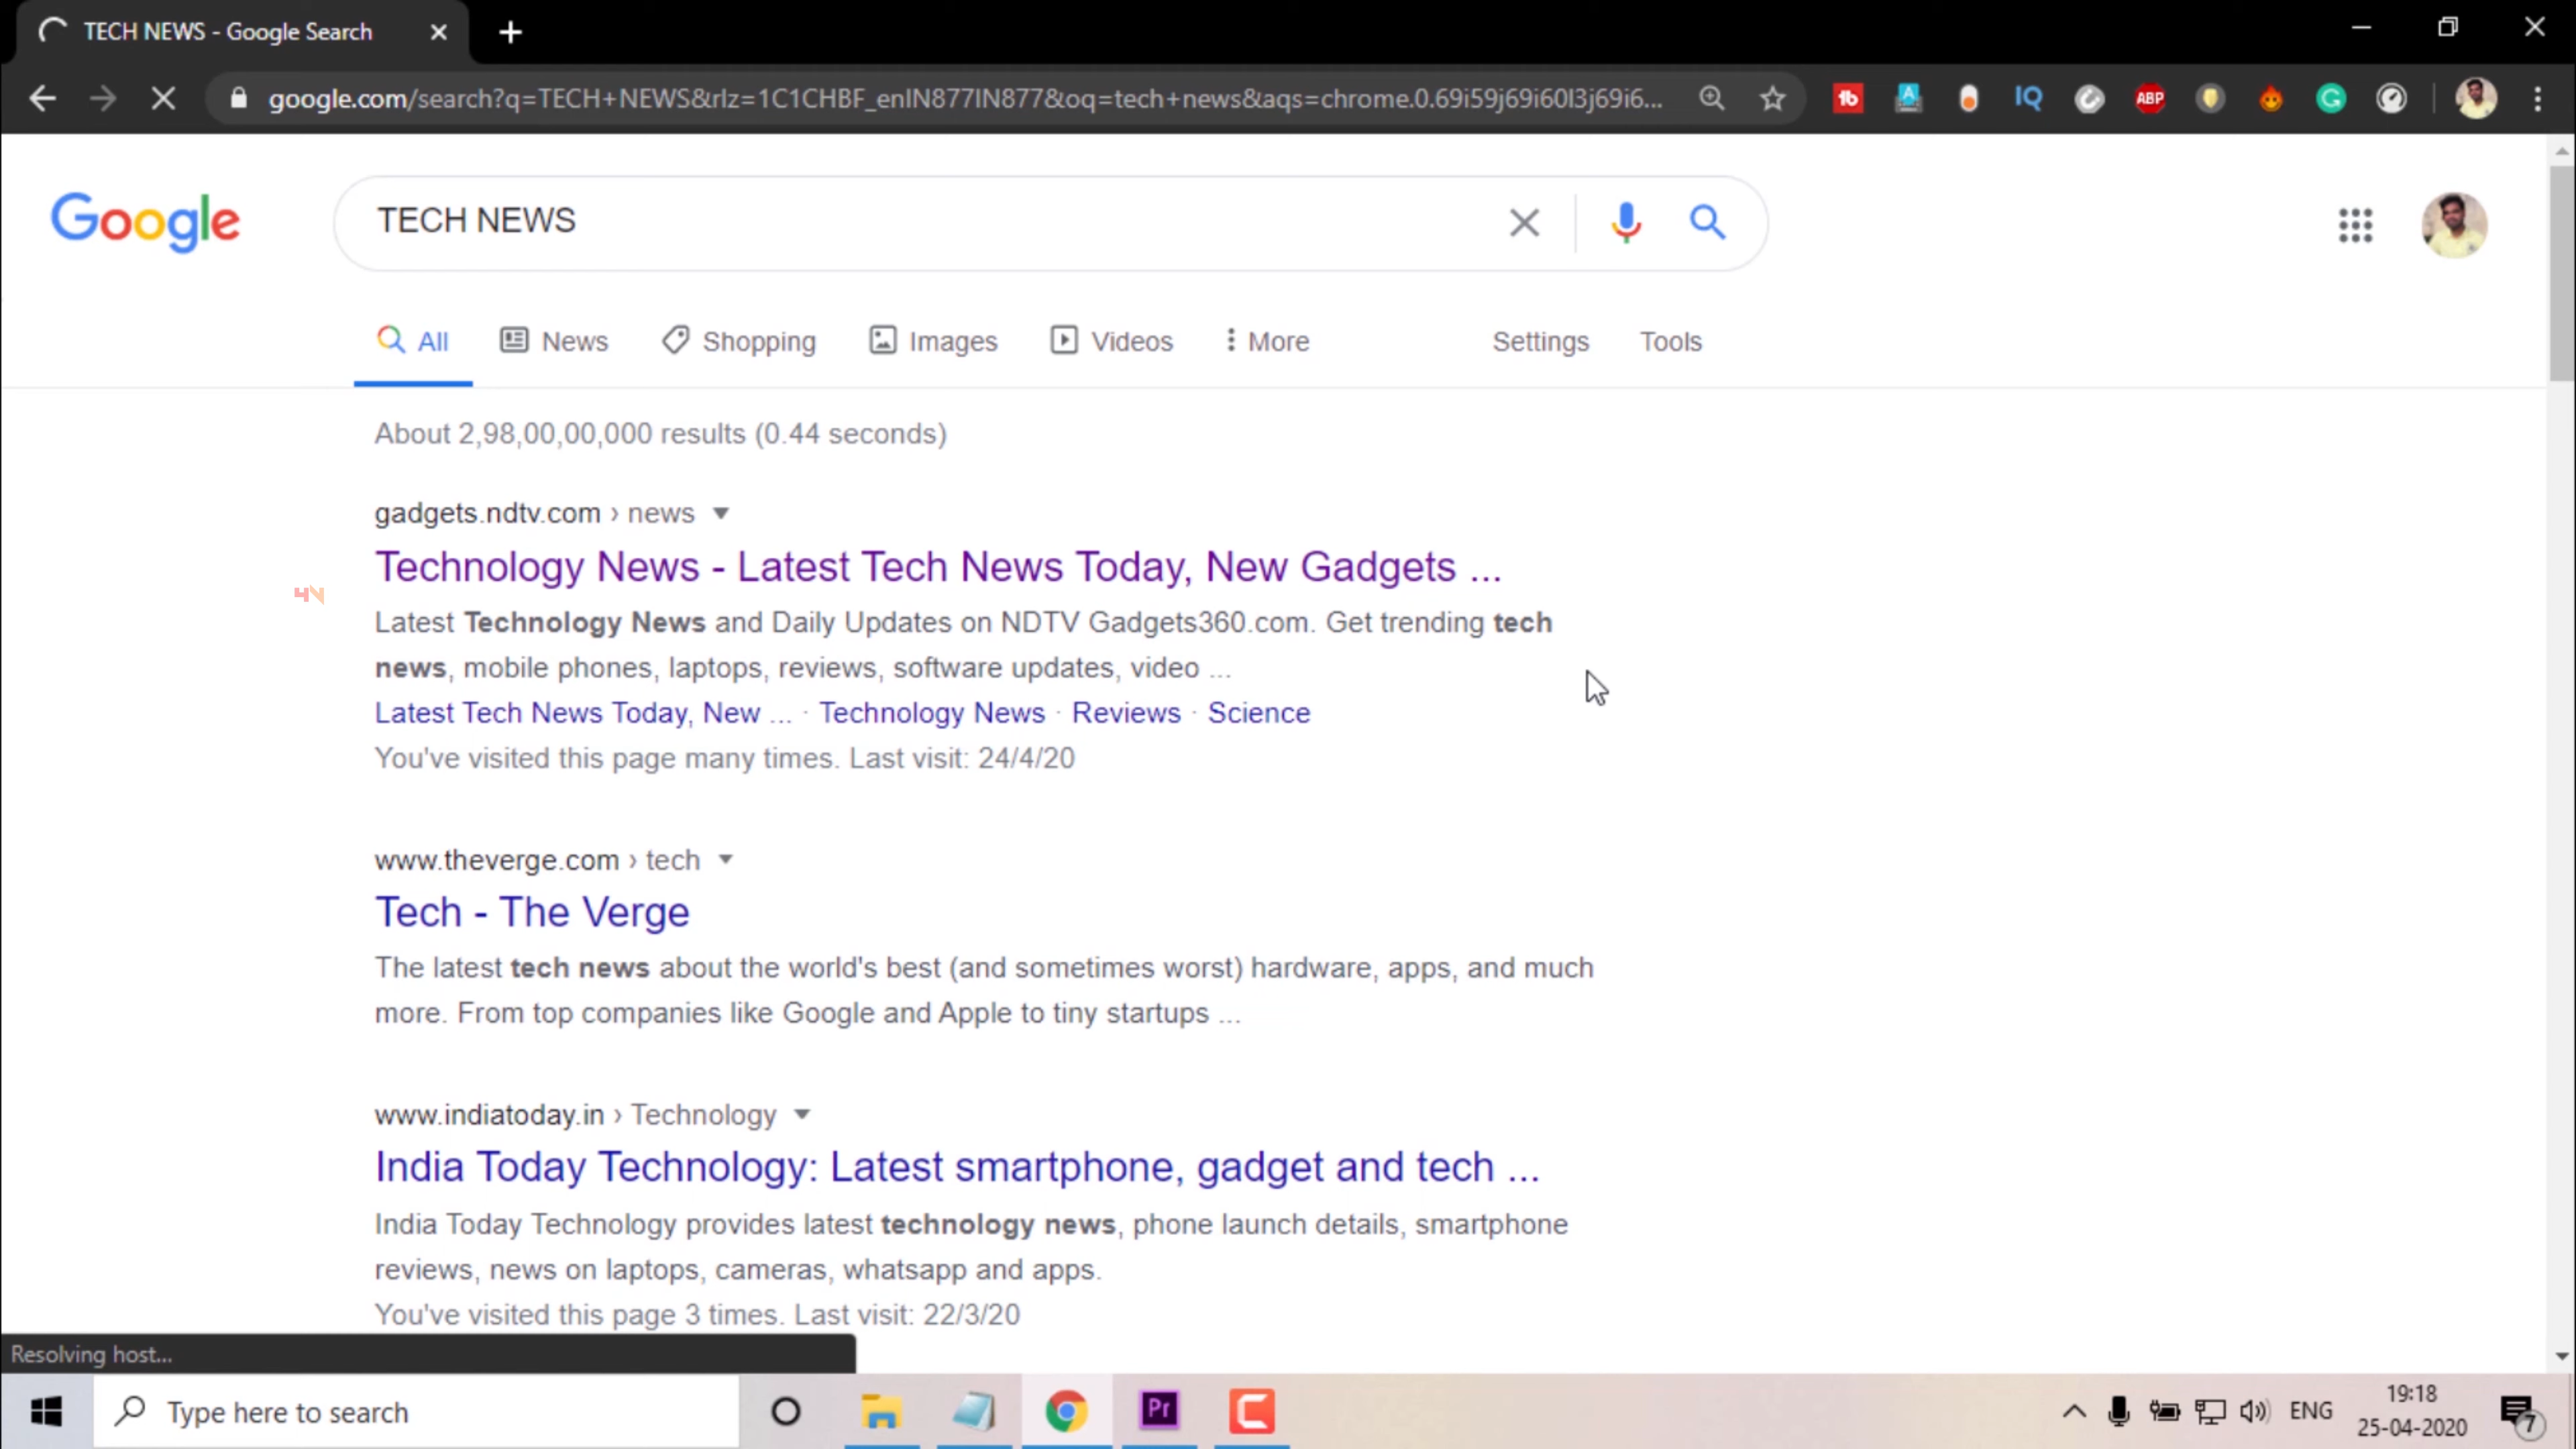 TECH NEWS - Google Search
google.com/search?q=TECH+NEWS&rlz=1C1CHBF_enIN877IN877&oq=tech+news&aqs=chrome.0.69i59j69i60l3j69i6...
IQ
ABP
Google
TECH NEWS
All News Shopping Images Videos More Settings Tools
About 2,98,00,00,000 results (0.44 seconds)
gadgets.ndtv.com › news
Technology News - Latest Tech News Today, New Gadgets ...
Latest Technology News and Daily Updates on NDTV Gadgets360.com. Get trending tech
news, mobile phones, laptops, reviews, software updates, video ...
Latest Tech News Today, New ... · Technology News · Reviews · Science
You've visited this page many times. Last visit: 24/4/20
www.theverge.com › tech
Tech - The Verge
The latest tech news about the world's best (and sometimes worst) hardware, apps, and much
more. From top companies like Google and Apple to tiny startups ...
www.indiatoday.in › Technology
India Today Technology: Latest smartphone, gadget and tech ...
India Today Technology provides latest technology news, phone launch details, smartphone
reviews, news on laptops, cameras, whatsapp and apps.
You've visited this page 3 times. Last visit: 22/3/20
Resolving host...
Type here to search
Pr
ENG
19:18
25-04-2020
7